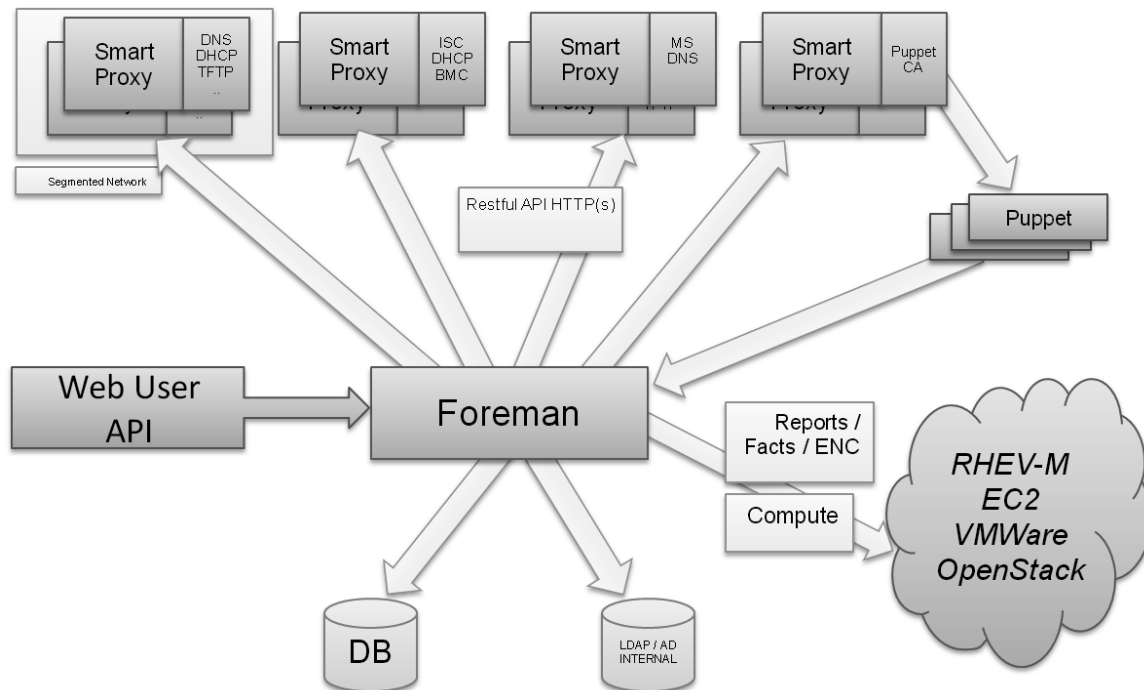 Smart
Proxy
DNS
DHCP
TFTP
..
..
Smart
Proxy
ISC
DHCP
BMC
Smart
Proxy
MS
DNS
Smart
Proxy
Puppet
CA
Segmented Network
Restful API HTTP(s)
Puppet
Web User
API
Foreman
Reports /
Facts / ENC
Compute
RHEV-M
EC2
VMWare
OpenStack
DB
LDAP / AD
INTERNAL